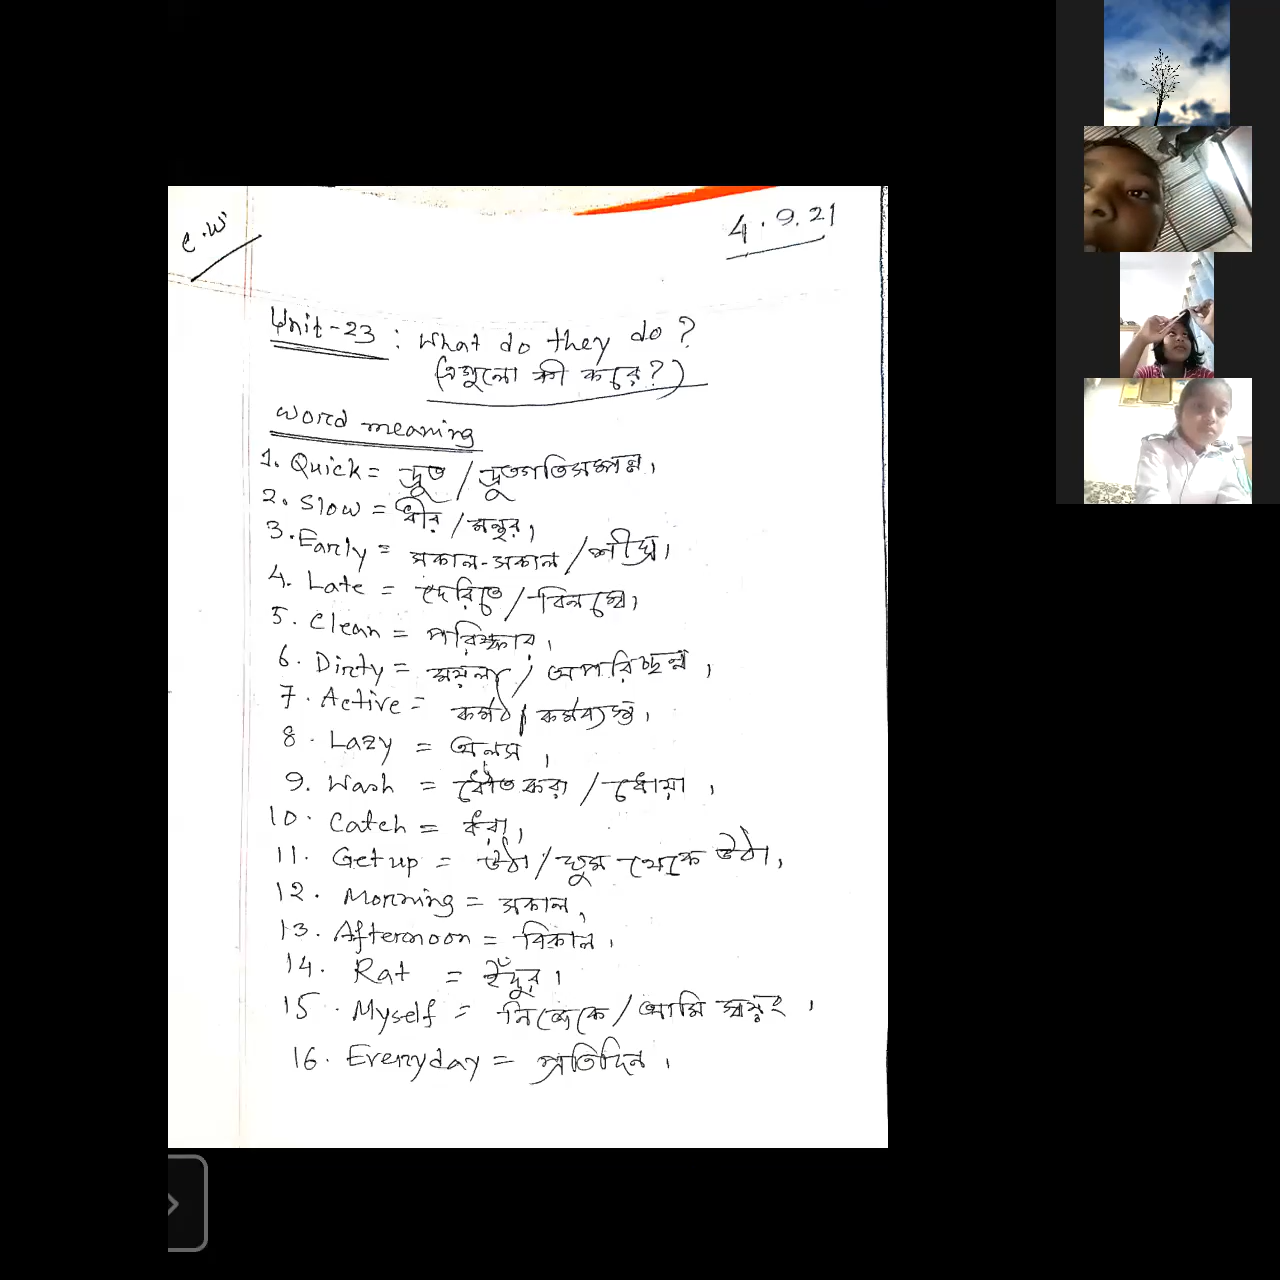 C.W
4.9.21
Unit-23 : What do they do?
(এগুলো কী করে?)
Word meaning
1. Quick = দ্রুত / দ্রুতগতিসম্পন্ন।
2. Slow = ধীর / মন্থর।
3. Early = সকাল-সকাল / শীঘ্র।
4. Late = দেরিতে / বিলম্বে।
5. Clean = পরিষ্কার।
6. Dirty = ময়লা / অপরিচ্ছন্ন।
7. Active = কর্মঠ / কর্মব্যস্ত।
8. Lazy = অলস।
9. Wash = ধৌত করা / ধোয়া।
10. Catch = ধরা।
11. Get up = উঠা / ঘুম থেকে উঠা।
12. Morning = সকাল।
13. Afternoon = বিকাল।
14. Rat = ইঁদুর।
15. Myself = নিজেকে / আমি স্বয়ং।
16. Everyday = প্রতিদিন।